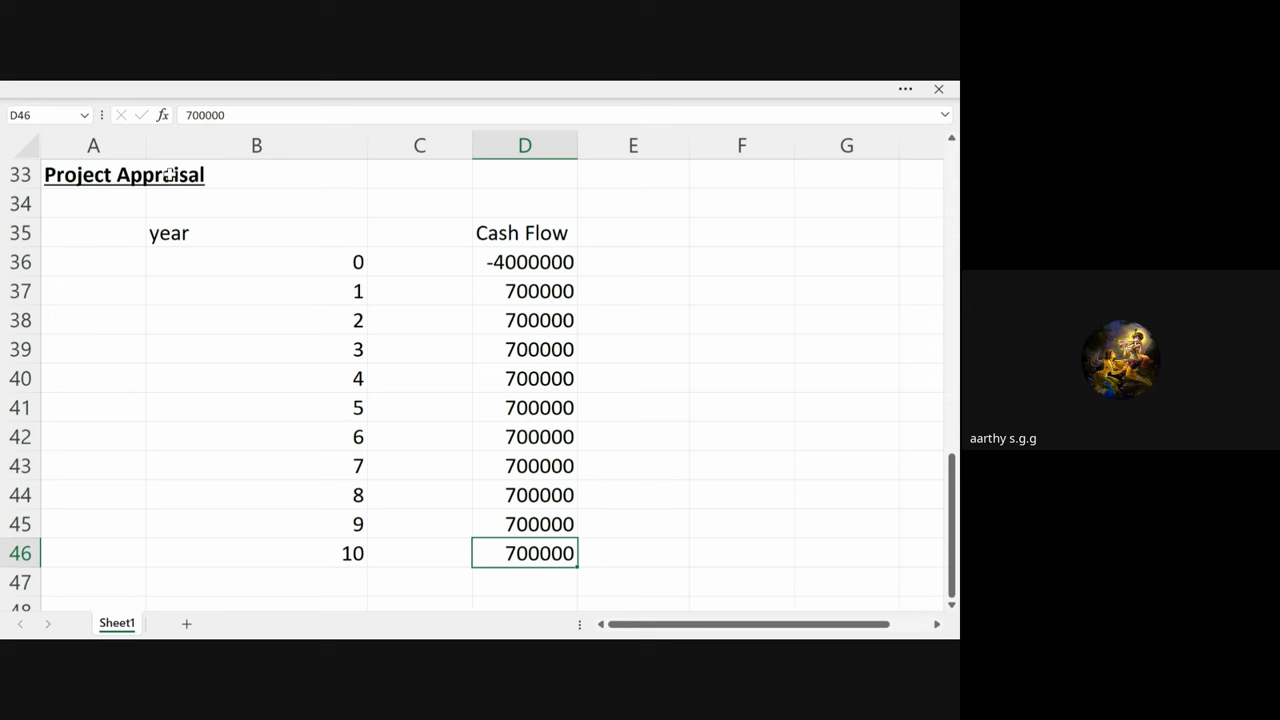 D46 fx 700000
A B C D E F G
33 Project Appraisal
34
35 year Cash Flow
36 0 -4000000
37 1 700000
38 2 700000
39 3 700000
40 4 700000
41 5 700000
42 6 700000
43 7 700000
44 8 700000
45 9 700000
46 10 700000
47
48
Sheet1
aarthy s.g.g